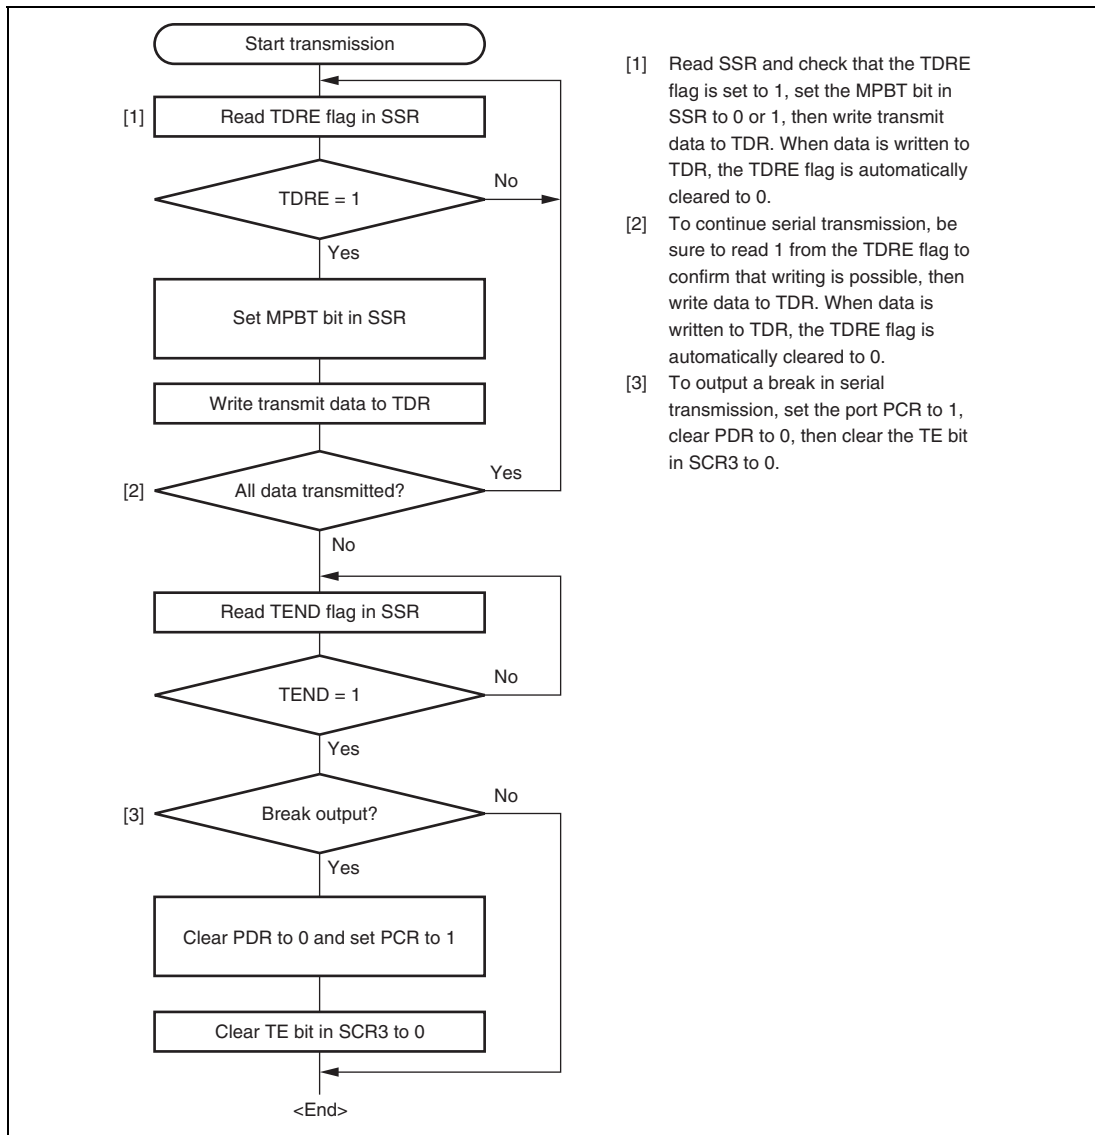 Start transmission
[1] Read TDRE flag in SSR
TDRE = 1
No
Yes
Set MPBT bit in SSR
Write transmit data to TDR
[2] All data transmitted?
Yes
No
Read TEND flag in SSR
TEND = 1
No
Yes
[3] Break output?
No
Yes
Clear PDR to 0 and set PCR to 1
Clear TE bit in SCR3 to 0
<End>
[1] Read SSR and check that the TDRE
flag is set to 1, set the MPBT bit in
SSR to 0 or 1, then write transmit
data to TDR. When data is written to
TDR, the TDRE flag is automatically
cleared to 0.
[2] To continue serial transmission, be
sure to read 1 from the TDRE flag to
confirm that writing is possible, then
write data to TDR. When data is
written to TDR, the TDRE flag is
automatically cleared to 0.
[3] To output a break in serial
transmission, set the port PCR to 1,
clear PDR to 0, then clear the TE bit
in SCR3 to 0.